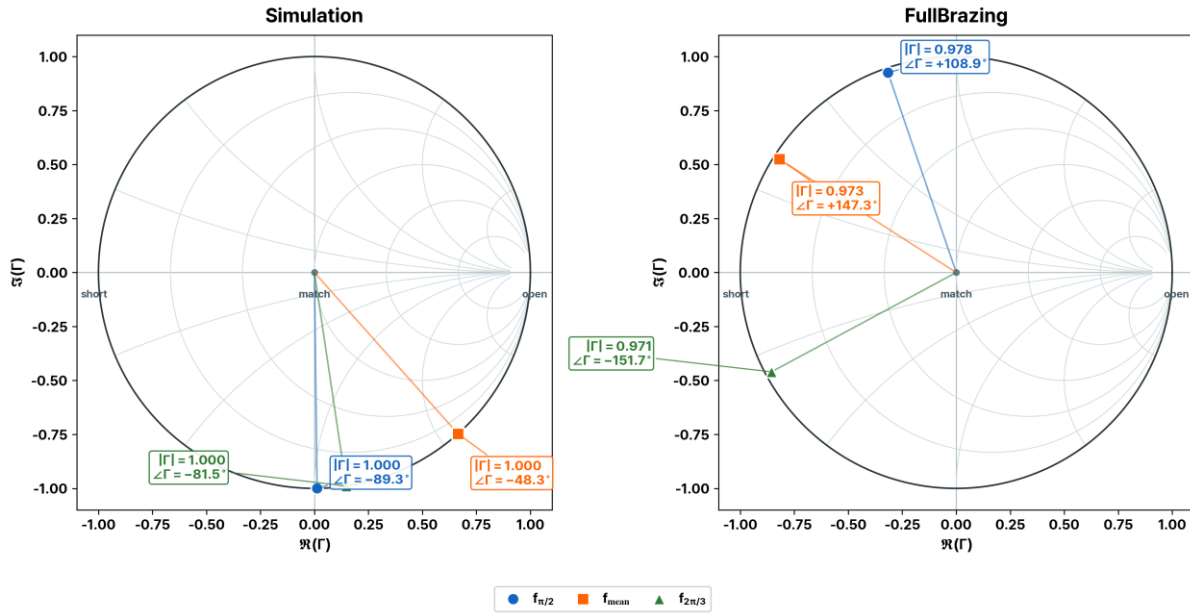 Simulation
1.00
0.75
0.50
0.25
0.00
-0.25
-0.50
-0.75
-1.00
ℑ(Γ)
short
match
open
|Γ| = 1.000
∠Γ = −81.5°
|Γ| = 1.000
∠Γ = −89.3°
|Γ| = 1.000
∠Γ = −48.3°
-1.00 -0.75 -0.50 -0.25 0.00 0.25 0.50 0.75 1.00
ℜ(Γ)
FullBrazing
1.00
0.75
0.50
0.25
0.00
-0.25
-0.50
-0.75
-1.00
ℑ(Γ)
|Γ| = 0.978
∠Γ = +108.9°
|Γ| = 0.973
∠Γ = +147.3°
short
match
open
|Γ| = 0.971
∠Γ = −151.7°
-1.00 -0.75 -0.50 -0.25 0.00 0.25 0.50 0.75 1.00
ℜ(Γ)
f_π/2 f_mean f_2π/3